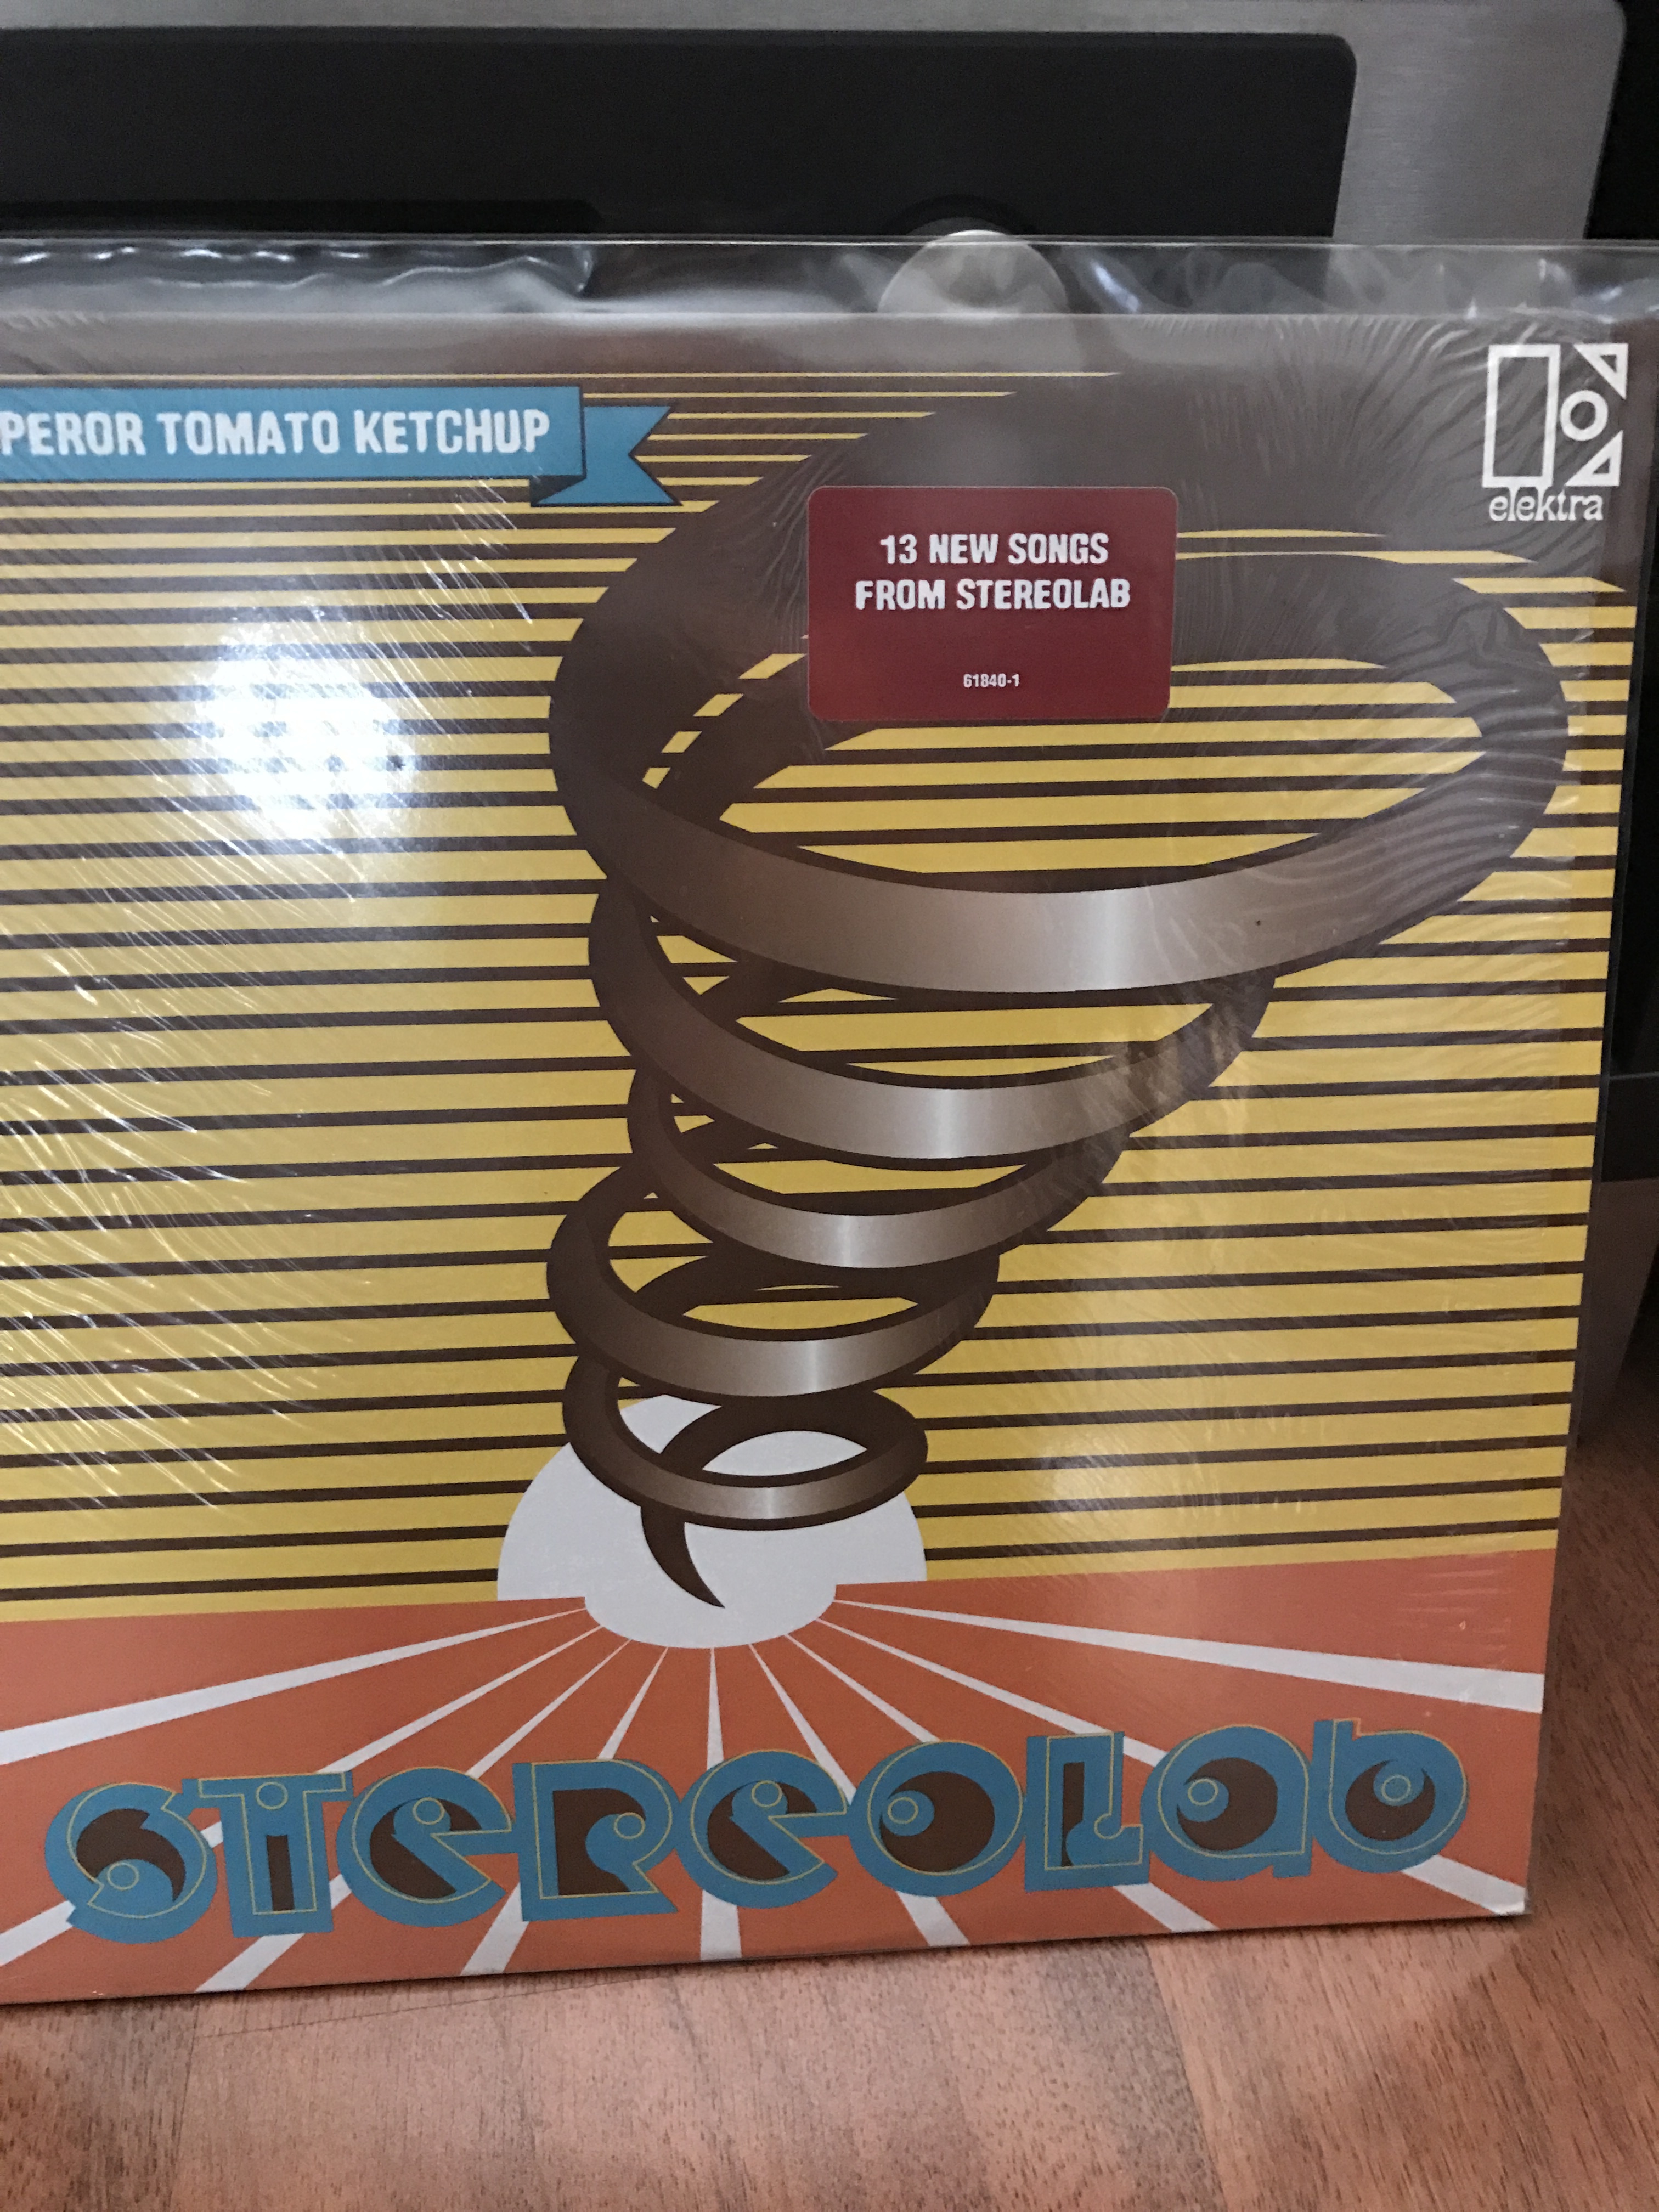 PEROR TOMATO KETCHUP
elektra
13 NEW SONGS
FROM STEREOLAB
61840-1
STEREOLAB